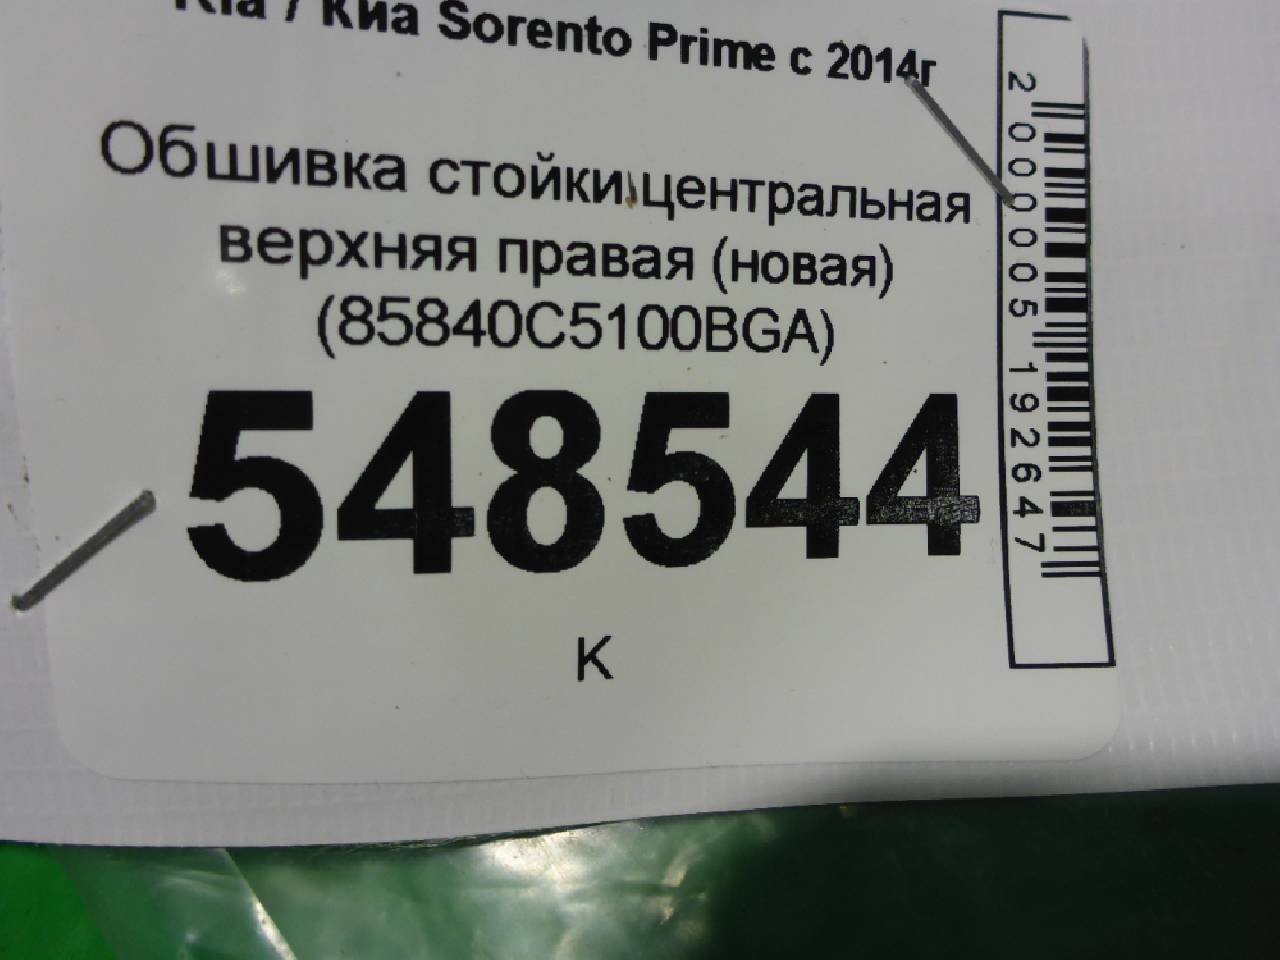 Kia / Киа Sorento Prime с 2014г
Обшивка стойки центральная
верхняя правая (новая)
(85840C5100BGA)
548544
К
2000005192647